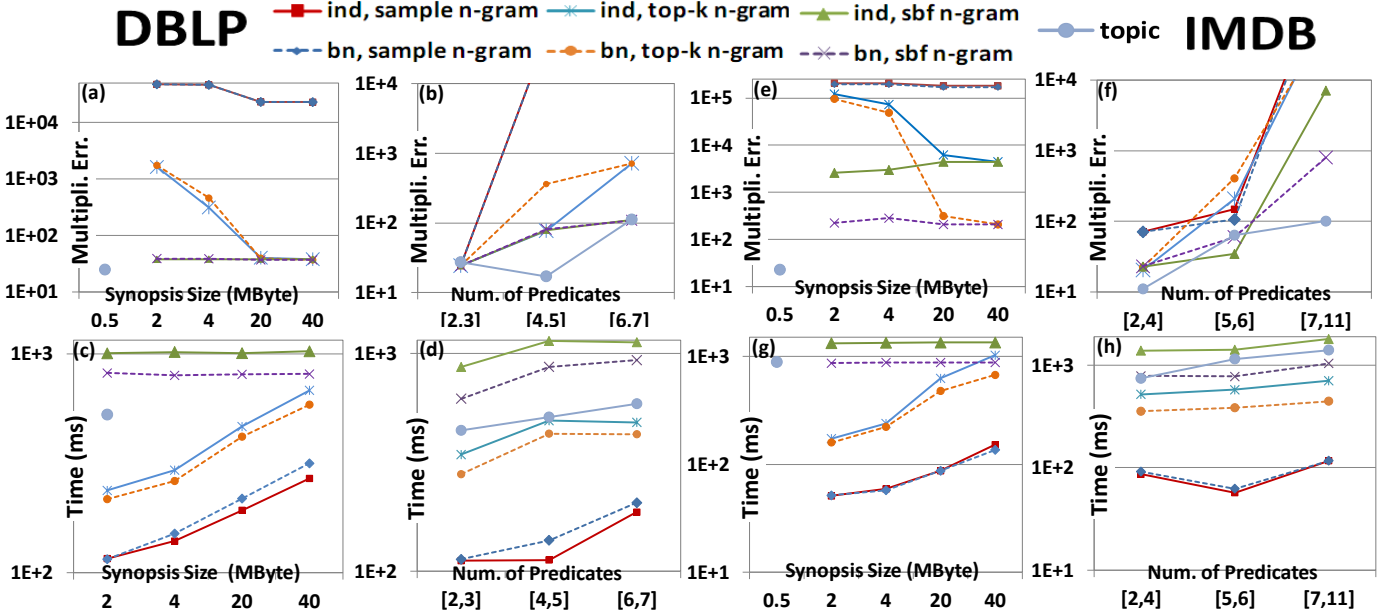 DBLP
ind, sample n-gram
ind, top-k n-gram
ind, sbf n-gram
bn, sample n-gram
bn, top-k n-gram
bn, sbf n-gram
topic
IMDB
(a)
Multipli. Err.
1E+04
1E+03
1E+02
1E+01
Synopsis Size (MByte)
0.5 2 4 20 40
(b)
Multipli. Err.
1E+4
1E+3
1E+2
1E+1
Num. of Predicates
[2,3] [4,5] [6,7]
(e)
Multipli. Err.
1E+5
1E+4
1E+3
1E+2
1E+1
Synopsis Size (MByte)
0.5 2 4 20 40
(f)
Multipli. Err.
1E+4
1E+3
1E+2
1E+1
Num. of Predicates
[2,4] [5,6] [7,11]
(c)
Time (ms)
1E+3
1E+2
Synopsis Size (MByte)
2 4 20 40
(d)
Time (ms)
1E+3
1E+2
Num. of Predicates
[2,3] [4,5] [6,7]
(g)
Time (ms)
1E+3
1E+2
1E+1
Synopsis Size (MByte)
0.5 2 4 20 40
(h)
Time (ms)
1E+3
1E+2
1E+1
Num. of Predicates
[2,4] [5,6] [7,11]